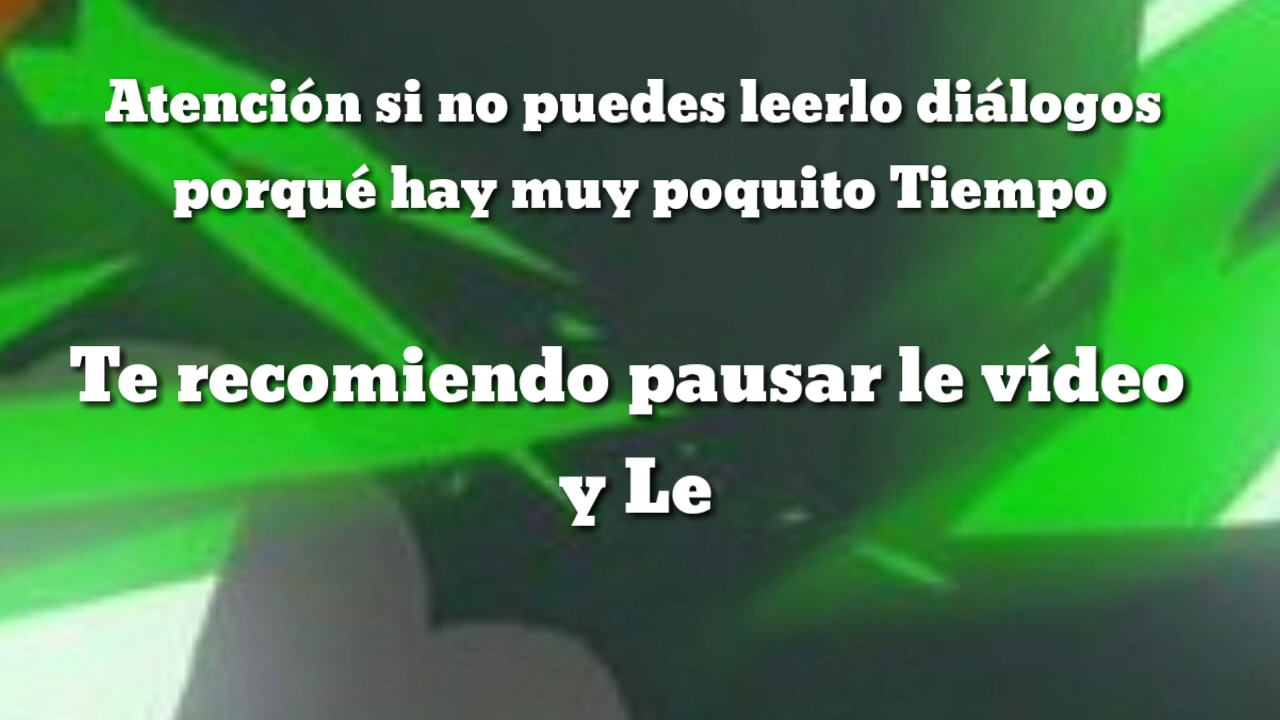 Atención si no puedes leerlo diálogos
porqué hay muy poquito Tiempo
Te recomiendo pausar le vídeo
y Le